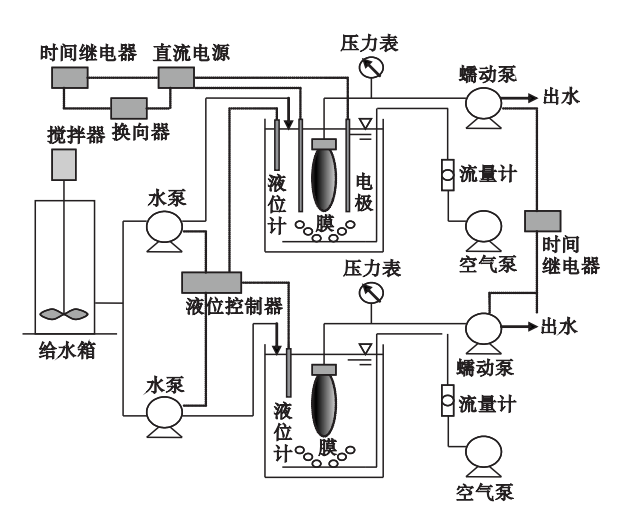 压力表
时间继电器
直流电源
蠕动泵
出水
换向器
搅拌器
流量计
液位计
电极
膜
水泵
空气泵
时间
继电器
液位控制器
压力表
给水箱
出水
蠕动泵
水泵
流量计
液位计
膜
空气泵